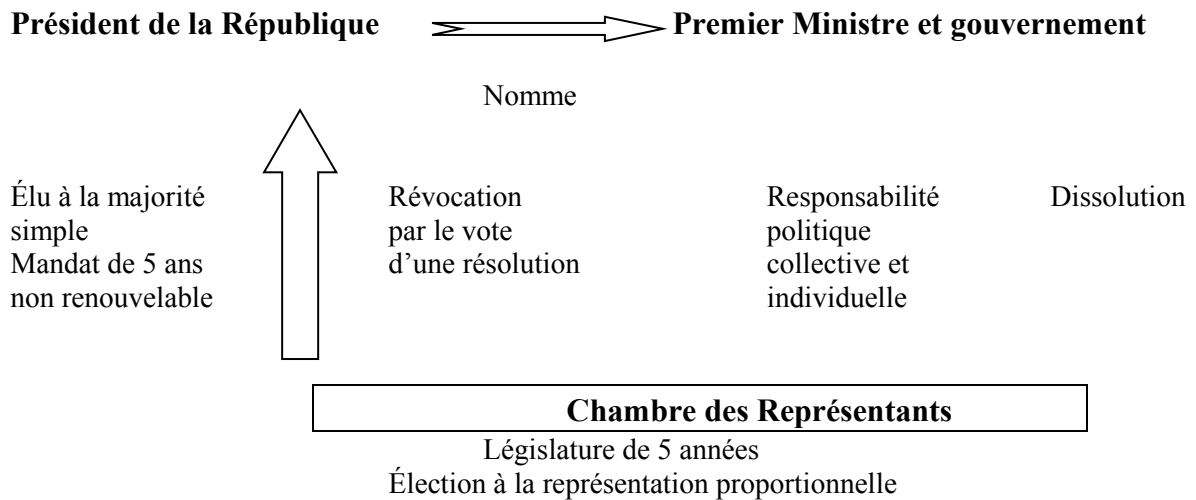 Président de la République
Premier Ministre et gouvernement
Nomme
Élu à la majorité
simple
Mandat de 5 ans
non renouvelable
Révocation
par le vote
d’une résolution
Responsabilité
politique
collective et
individuelle
Dissolution
Chambre des Représentants
Législature de 5 années
Élection à la représentation proportionnelle